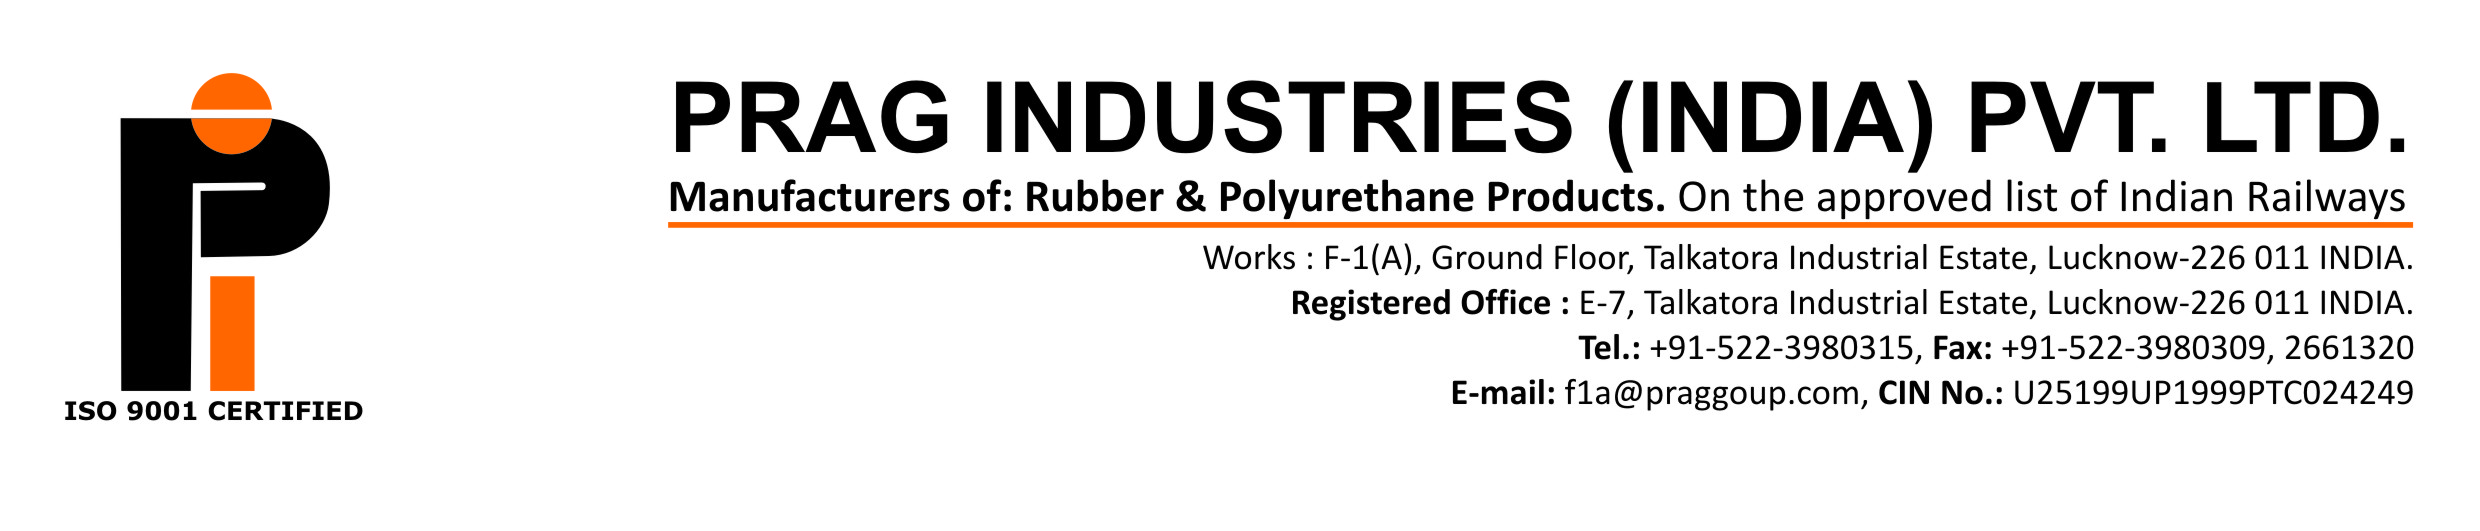 PRAG INDUSTRIES (INDIA) PVT. LTD.
Manufacturers of: Rubber & Polyurethane Products. On the approved list of Indian Railways
Works : F-1(A), Ground Floor, Talkatora Industrial Estate, Lucknow-226 011 INDIA.
Registered Office : E-7, Talkatora Industrial Estate, Lucknow-226 011 INDIA.
Tel.: +91-522-3980315, Fax: +91-522-3980309, 2661320
E-mail: f1a@praggoup.com, CIN No.: U25199UP1999PTC024249
ISO 9001 CERTIFIED